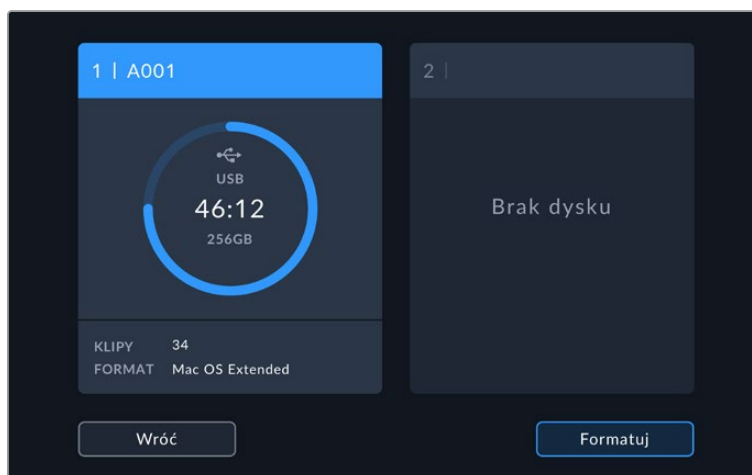 1 | A001
USB
46:12
256GB
KLIPY 34
FORMAT Mac OS Extended
2 |
Brak dysku
Wróć
Formatuj